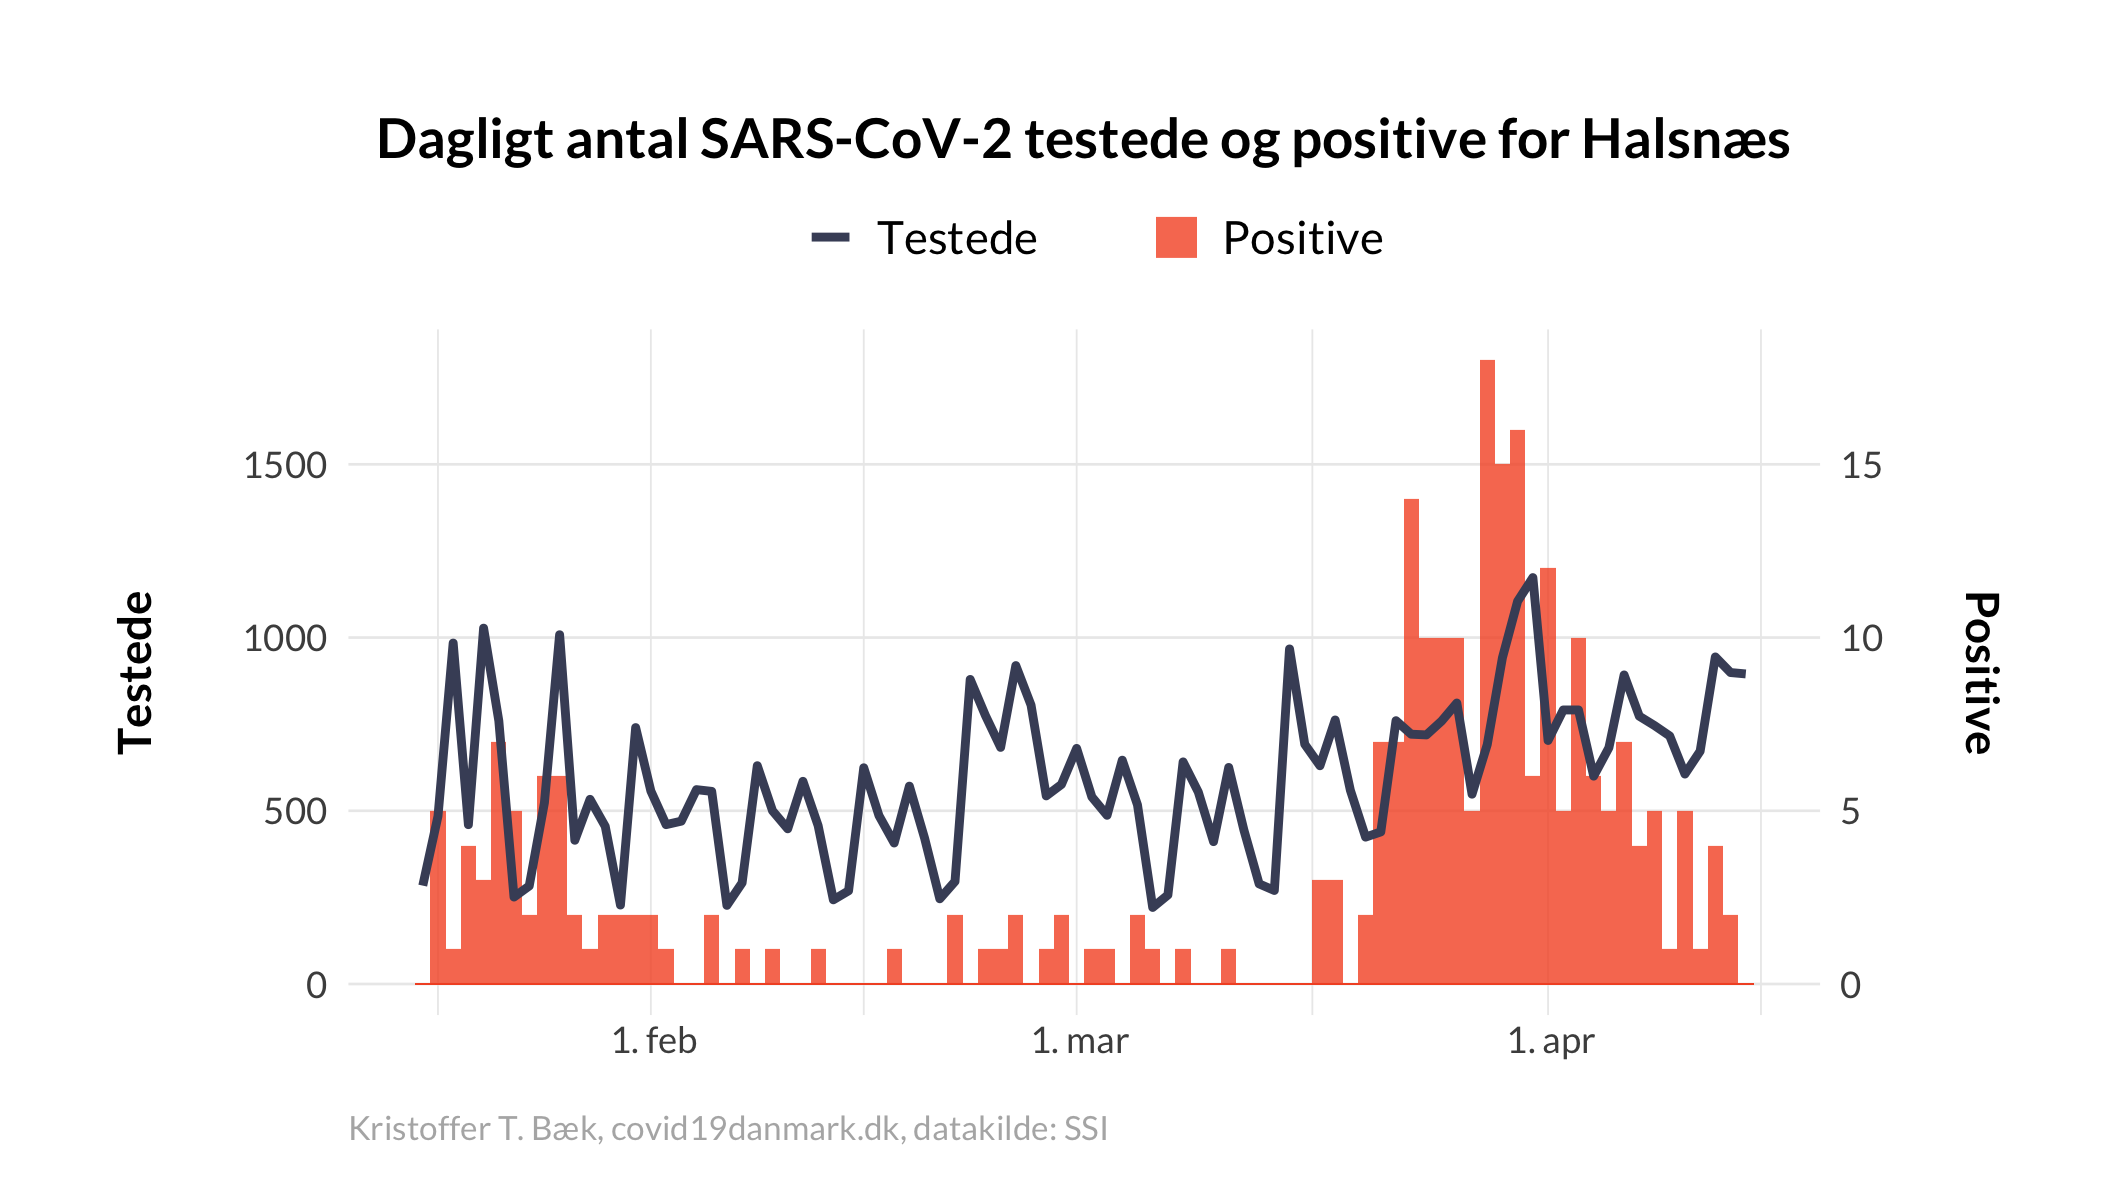 Dagligt antal SARS-CoV-2 testede og positive for Halsnæs
Testede
Positive
1500
1000
500
0
Testede
15
10
5
0
Positive
1. feb
1. mar
1. apr
Kristoffer T. Bæk, covid19danmark.dk, datakilde: SSI